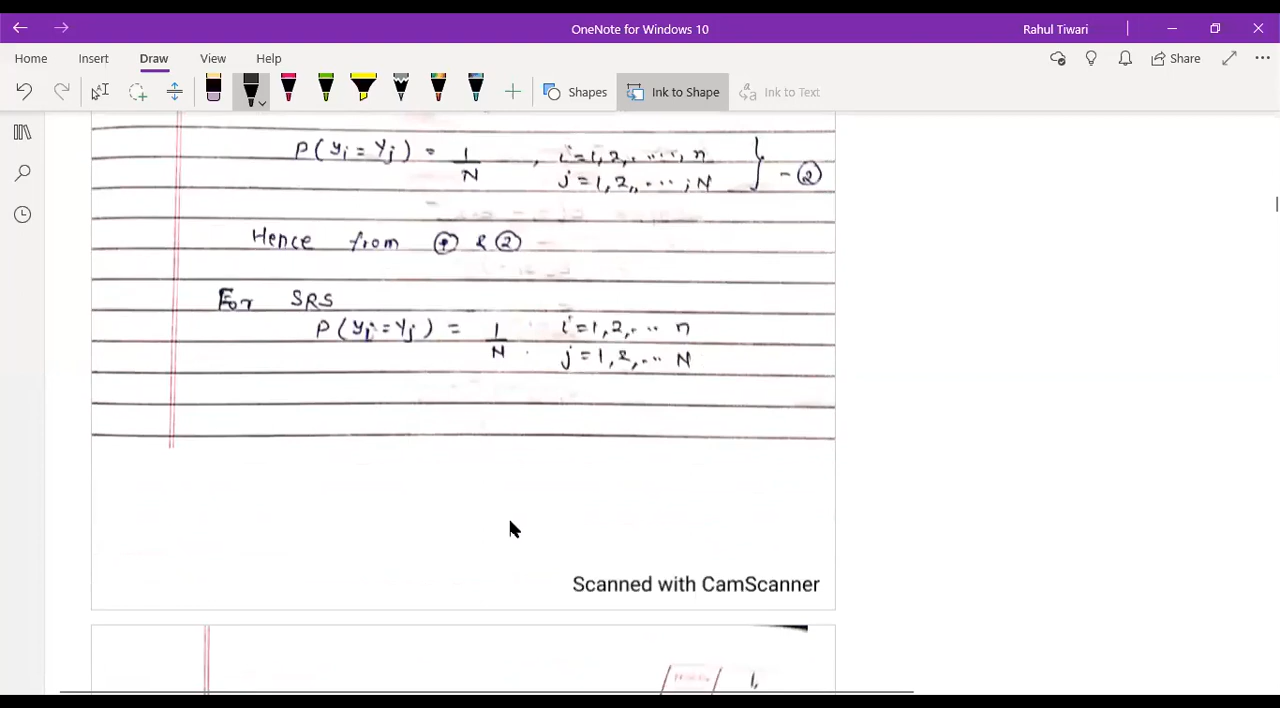 OneNote for Windows 10
Rahul Tiwari
Home Insert Draw View Help
Share
Shapes Ink to Shape Ink to Text
P(yi = Yj) = 1/N , i=1,2,....,n
j=1,2,...,N } - ②
Hence from ① & ②
For SRS
P(yi=Yj) = 1/N i=1,2,... n
j=1,2,... N
Scanned with CamScanner